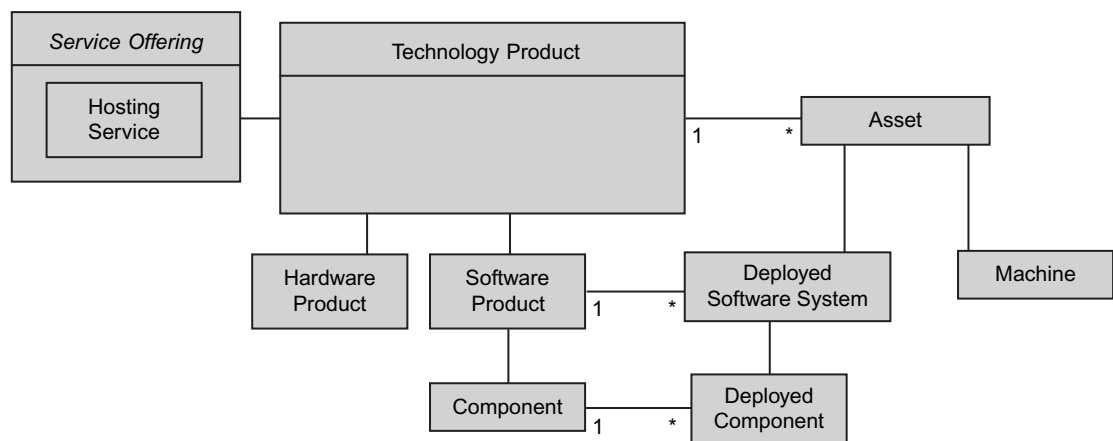 Service Offering
Technology Product
Hosting
Service
Asset
1
*
Hardware
Product
Software
Product
Deployed
Software System
Machine
1
*
Component
Deployed
Component
1
*